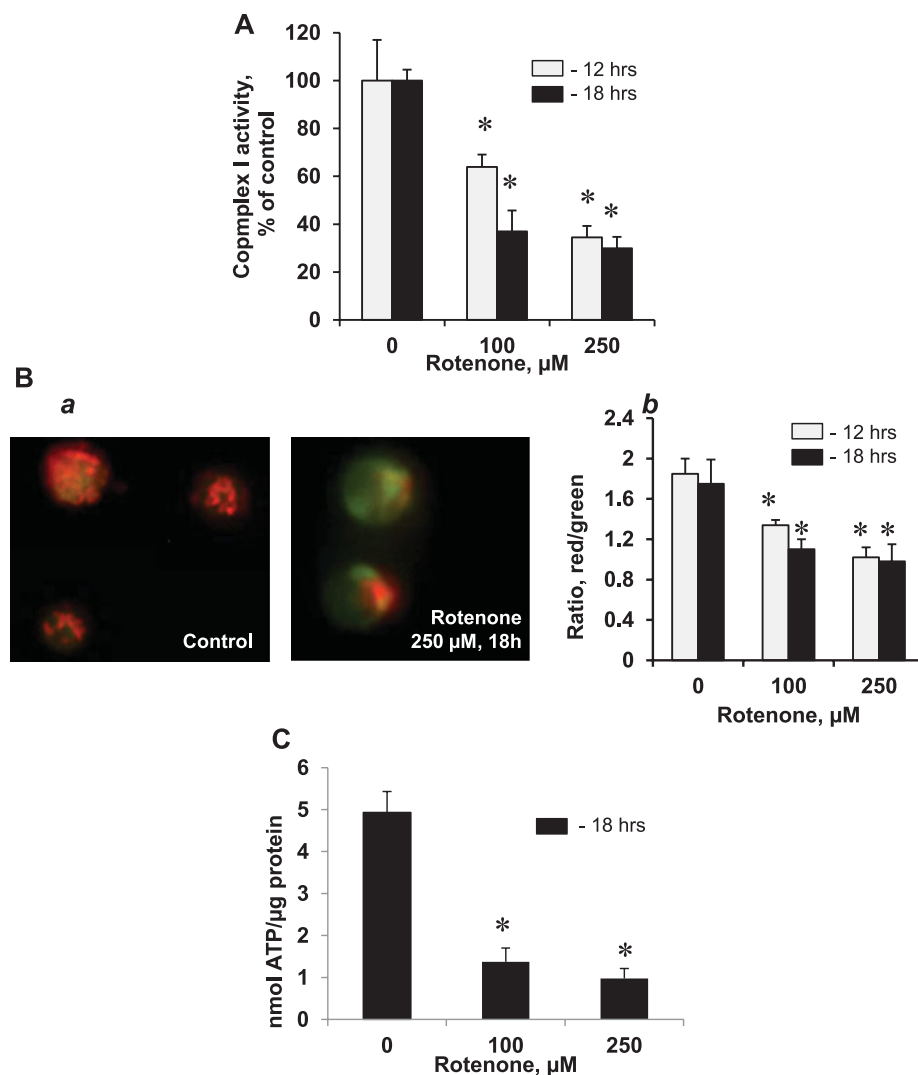 A
Copmplex I activity,
% of control
120
100
80
60
40
20
0
- 12 hrs
- 18 hrs
*
*
*
*
0
100
250
Rotenone, µM
B
a
Control
Rotenone
250 µM, 18h
b
Ratio, red/green
2.4
2
1.6
1.2
0.8
0.4
0
- 12 hrs
- 18 hrs
*
*
*
*
0
100
250
Rotenone, µM
C
nmol ATP/µg protein
6
5
4
3
2
1
0
- 18 hrs
*
*
0
100
250
Rotenone, µM